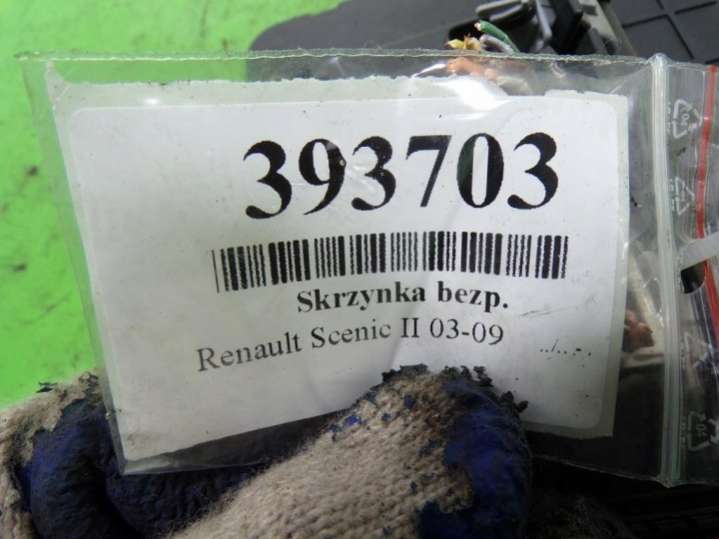 393703
Skrzynka bezp.
Renault Scenic II 03-09